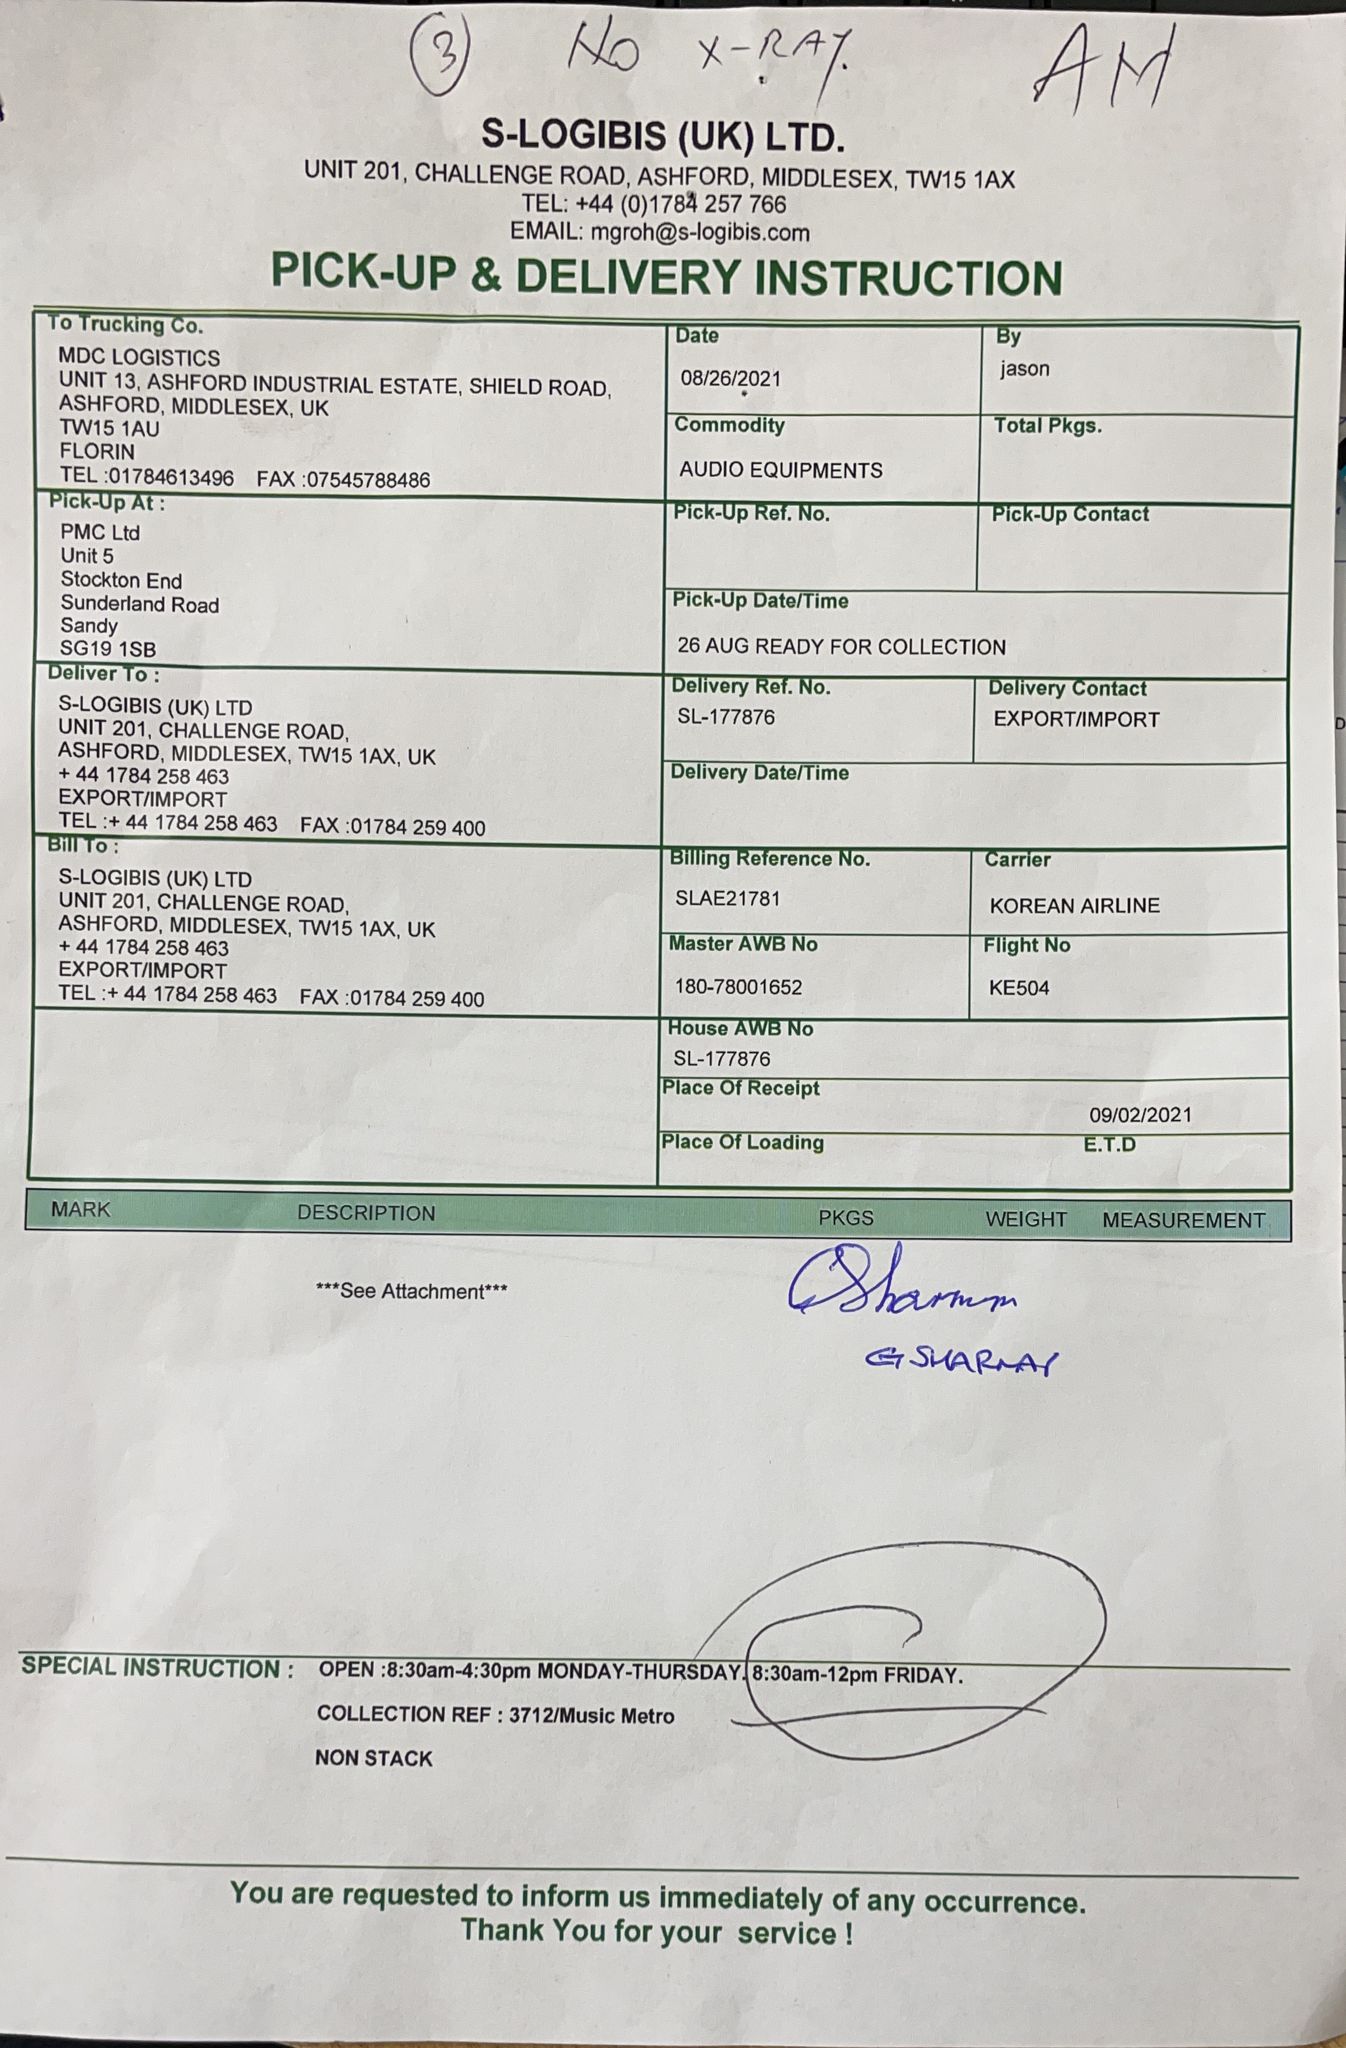 3 No X-RAY. AM
S-LOGIBIS (UK) LTD.
UNIT 201, CHALLENGE ROAD, ASHFORD, MIDDLESEX, TW15 1AX
TEL: +44 (0)1784 257 766
EMAIL: mgroh@s-logibis.com
PICK-UP & DELIVERY INSTRUCTION
To Trucking Co.
MDC LOGISTICS
UNIT 13, ASHFORD INDUSTRIAL ESTATE, SHIELD ROAD,
ASHFORD, MIDDLESEX, UK
TW15 1AU
FLORIN
TEL :01784613496 FAX :07545788486
Date
08/26/2021
By
jason
Commodity
AUDIO EQUIPMENTS
Total Pkgs.
Pick-Up At :
PMC Ltd
Unit 5
Stockton End
Sunderland Road
Sandy
SG19 1SB
Pick-Up Ref. No.
Pick-Up Contact
Pick-Up Date/Time
26 AUG READY FOR COLLECTION
Deliver To :
S-LOGIBIS (UK) LTD
UNIT 201, CHALLENGE ROAD,
ASHFORD, MIDDLESEX, TW15 1AX, UK
+ 44 1784 258 463
EXPORT/IMPORT
TEL :+ 44 1784 258 463 FAX :01784 259 400
Delivery Ref. No.
SL-177876
Delivery Contact
EXPORT/IMPORT
Delivery Date/Time
Bill To :
S-LOGIBIS (UK) LTD
UNIT 201, CHALLENGE ROAD,
ASHFORD, MIDDLESEX, TW15 1AX, UK
+ 44 1784 258 463
EXPORT/IMPORT
TEL :+ 44 1784 258 463 FAX :01784 259 400
Billing Reference No.
SLAE21781
Carrier
KOREAN AIRLINE
Master AWB No
180-78001652
Flight No
KE504
House AWB No
SL-177876
Place Of Receipt
09/02/2021
Place Of Loading E.T.D
MARK DESCRIPTION PKGS WEIGHT MEASUREMENT
***See Attachment***
SPECIAL INSTRUCTION : OPEN :8:30am-4:30pm MONDAY-THURSDAY. 8:30am-12pm FRIDAY.
COLLECTION REF : 3712/Music Metro
NON STACK
You are requested to inform us immediately of any occurrence.
Thank You for your service !